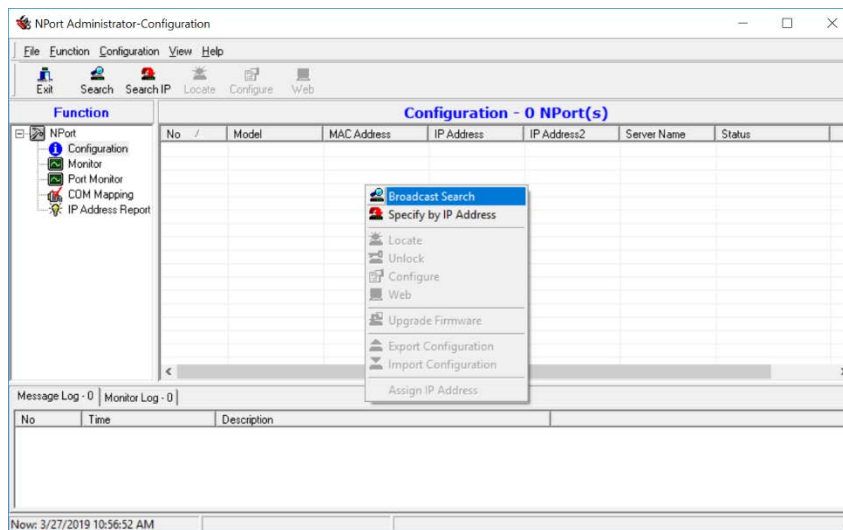 NPort Administrator-Configuration
File Function Configuration View Help
Exit Search Search IP Locate Configure Web
Function
Configuration - 0 NPort(s)
NPort
Configuration
Monitor
Port Monitor
COM Mapping
IP Address Report
No / Model MAC Address IP Address IP Address2 Server Name Status
Broadcast Search
Specify by IP Address
Locate
Unlock
Configure
Web
Upgrade Firmware
Export Configuration
Import Configuration
Assign IP Address
Message Log - 0 Monitor Log - 0
No Time Description
Now: 3/27/2019 10:56:52 AM